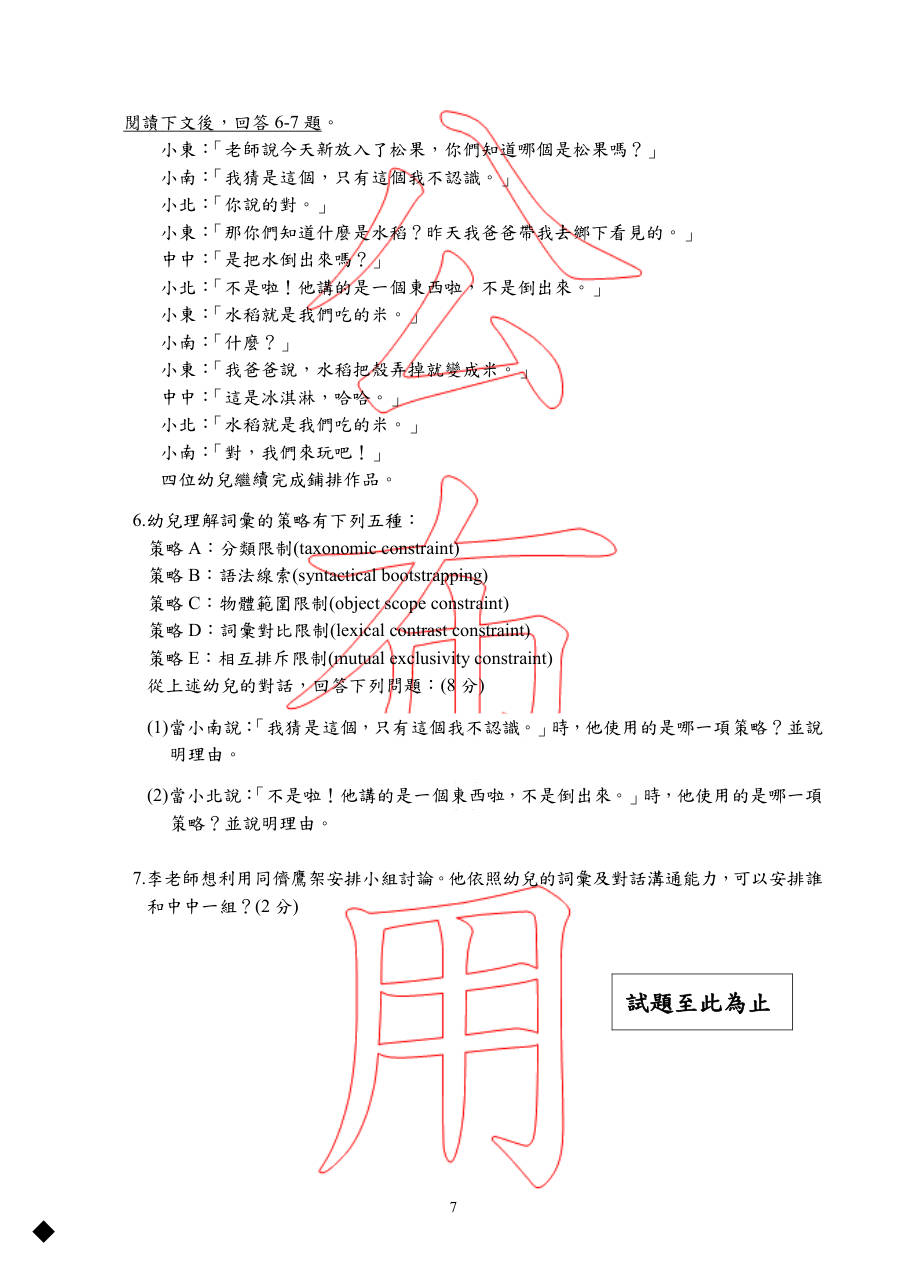 閱讀下文後，回答 6-7 題。
小東：「老師說今天新放入了松果，你們知道哪個是松果嗎？」
小南：「我猜是這個，只有這個我不認識。」
小北：「你說的對。」
小東：「那你們知道什麼是水稻？昨天我爸爸帶我去鄉下看見的。」
中中：「是把水倒出來嗎？」
小北：「不是啦！他講的是一個東西啦，不是倒出來。」
小東：「水稻就是我們吃的米。」
小南：「什麼？」
小東：「我爸爸說，水稻把殼弄掉就變成米。」
中中：「這是冰淇淋，哈哈。」
小北：「水稻就是我們吃的米。」
小南：「對，我們來玩吧！」
四位幼兒繼續完成鋪排作品。
6.幼兒理解詞彙的策略有下列五種：
策略 A：分類限制(taxonomic constraint)
策略 B：語法線索(syntactical bootstrapping)
策略 C：物體範圍限制(object scope constraint)
策略 D：詞彙對比限制(lexical contrast constraint)
策略 E：相互排斥限制(mutual exclusivity constraint)
從上述幼兒的對話，回答下列問題：(8 分)
(1)當小南說：「我猜是這個，只有這個我不認識。」時，他使用的是哪一項策略？並說
明理由。
(2)當小北說：「不是啦！他講的是一個東西啦，不是倒出來。」時，他使用的是哪一項
策略？並說明理由。
7.李老師想利用同儕鷹架安排小組討論。他依照幼兒的詞彙及對話溝通能力，可以安排誰
和中中一組？(2 分)
試題至此為止
7
公
布
用